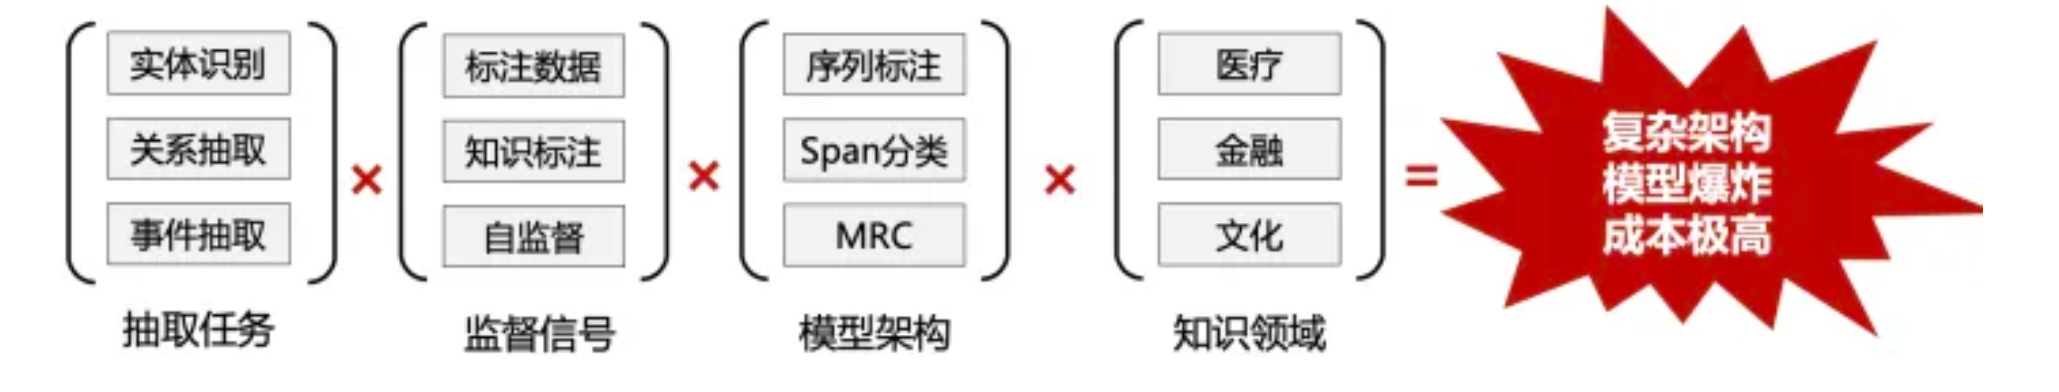 实体识别
关系抽取
事件抽取
抽取任务
×
标注数据
知识标注
自监督
监督信号
×
序列标注
Span分类
MRC
模型架构
×
医疗
金融
文化
知识领域
=
复杂架构
模型爆炸
成本极高